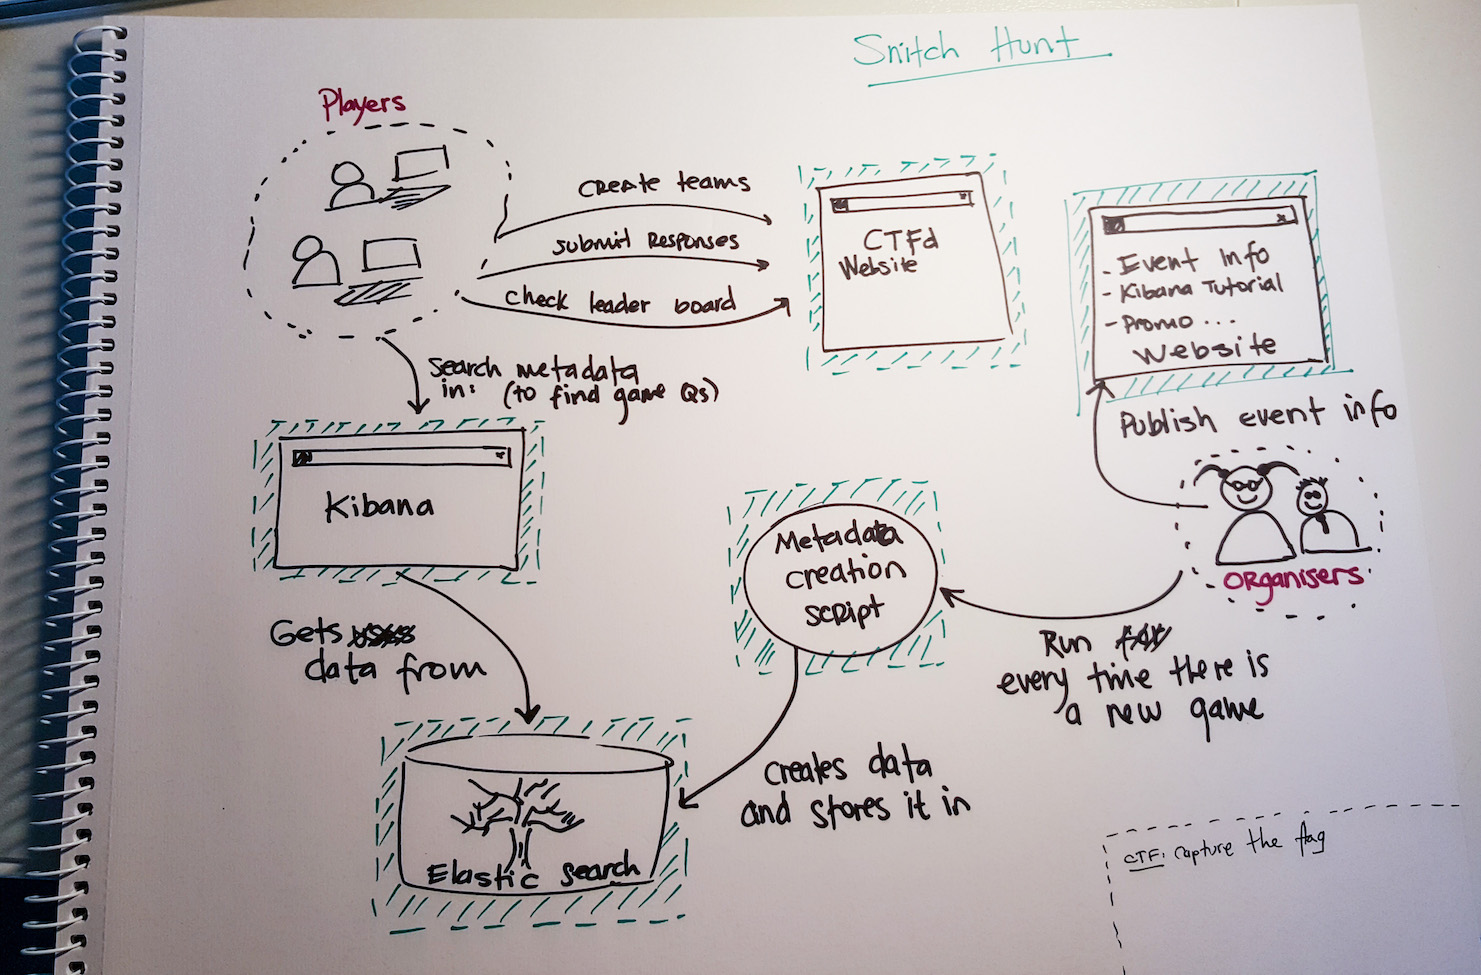 Snitch Hunt
Players
Create teams
Submit Responses
Check leader board
CTFd
Website
- Event Info
- Kibana Tutorial
- Promo ...
Website
Search metadata
in: (to find game Qs)
Publish event info
Kibana
Metadata
Creation
Script
Organisers
Gets
data from
Run
every time there is
a new game
Creates data
and stores it in
Elastic Search
CTF: Capture the flag